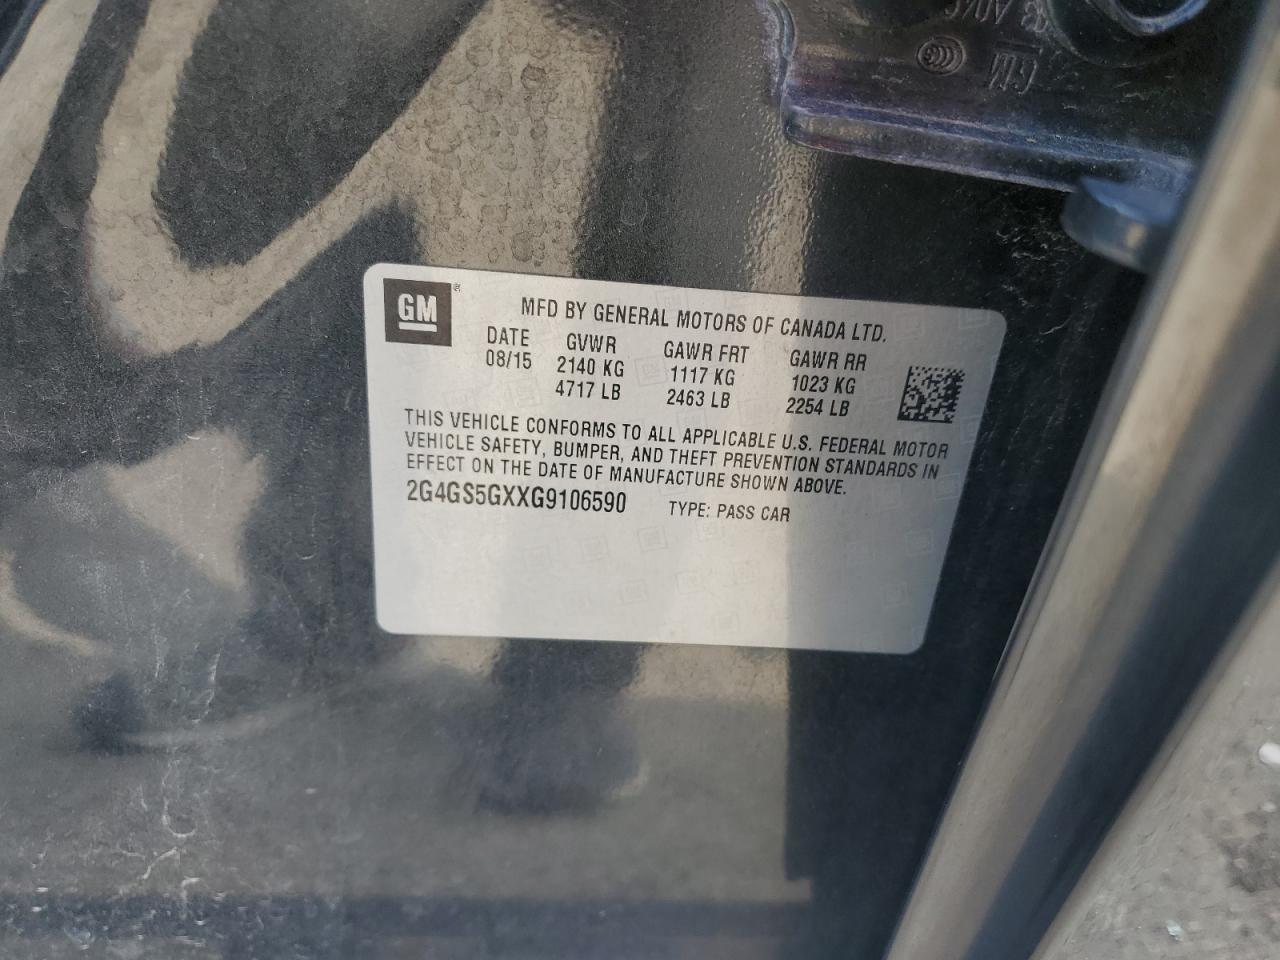 GM
GM
MFD BY GENERAL MOTORS OF CANADA LTD.
DATE GVWR GAWR FRT GAWR RR
08/15 2140 KG 1117 KG 1023 KG
4717 LB 2463 LB 2254 LB
THIS VEHICLE CONFORMS TO ALL APPLICABLE U.S. FEDERAL MOTOR
VEHICLE SAFETY, BUMPER, AND THEFT PREVENTION STANDARDS IN
EFFECT ON THE DATE OF MANUFACTURE SHOWN ABOVE.
2G4GS5GXXG9106590 TYPE: PASS CAR